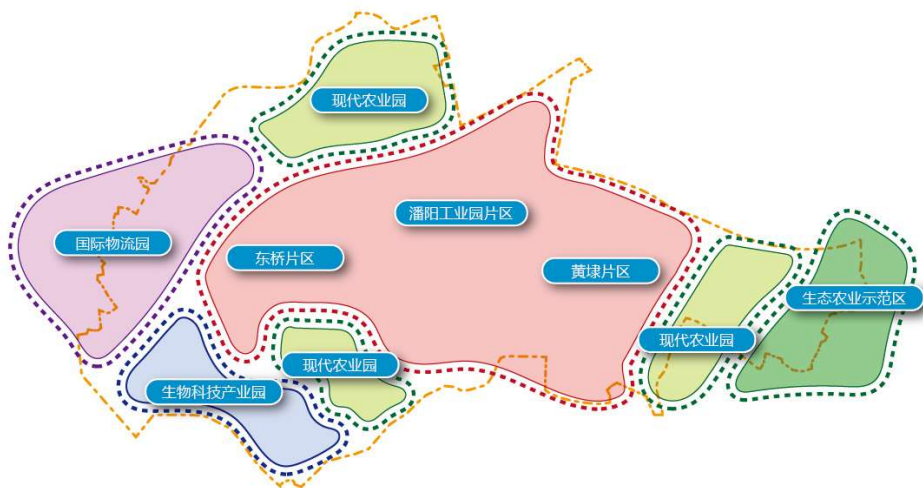 现代农业园
潘阳工业园片区
国际物流园
东桥片区
黄埭片区
生态农业示范区
现代农业园
现代农业园
生物科技产业园